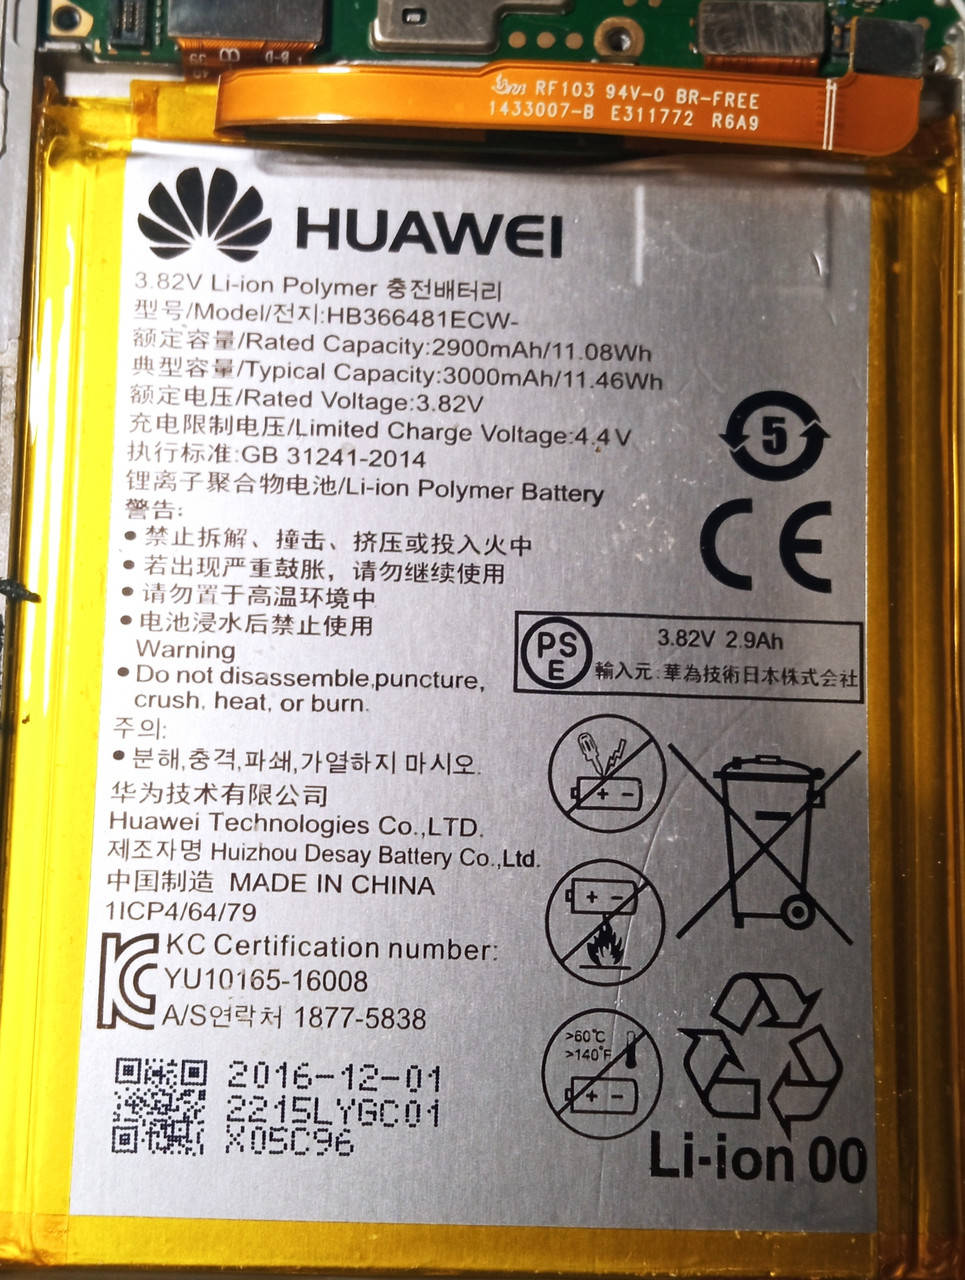 RF103 94V-0 BR-FREE
1433007-B E311772 R6A9
HUAWEI
3.82V Li-ion Polymer 충전배터리
型号/Model/전지:HB366481ECW-
额定容量/Rated Capacity:2900mAh/11.08Wh
典型容量/Typical Capacity:3000mAh/11.46Wh
额定电压/Rated Voltage:3.82V
充电限制电压/Limited Charge Voltage:4.4V
执行标准:GB 31241-2014
锂离子聚合物电池/Li-ion Polymer Battery
警告:
• 禁止拆解、撞击、挤压或投入火中
• 若出现严重鼓胀，请勿继续使用
• 请勿置于高温环境中
• 电池浸水后禁止使用
Warning
• Do not disassemble,puncture,
crush, heat, or burn.
주의:
• 분해,충격,파쇄,가열하지 마시오.
华为技术有限公司
Huawei Technologies Co.,LTD.
제조자명 Huizhou Desay Battery Co.,Ltd.
中国制造 MADE IN CHINA
1ICP4/64/79
KC Certification number:
YU10165-16008
A/S연락처 1877-5838
2016-12-01
2215LYGC01
X05C96
5
CE
PS
E
3.82V 2.9Ah
輸入元:華為技術日本株式会社
+ -
+ -
>60℃
>140℉
+ -
Li-ion 00